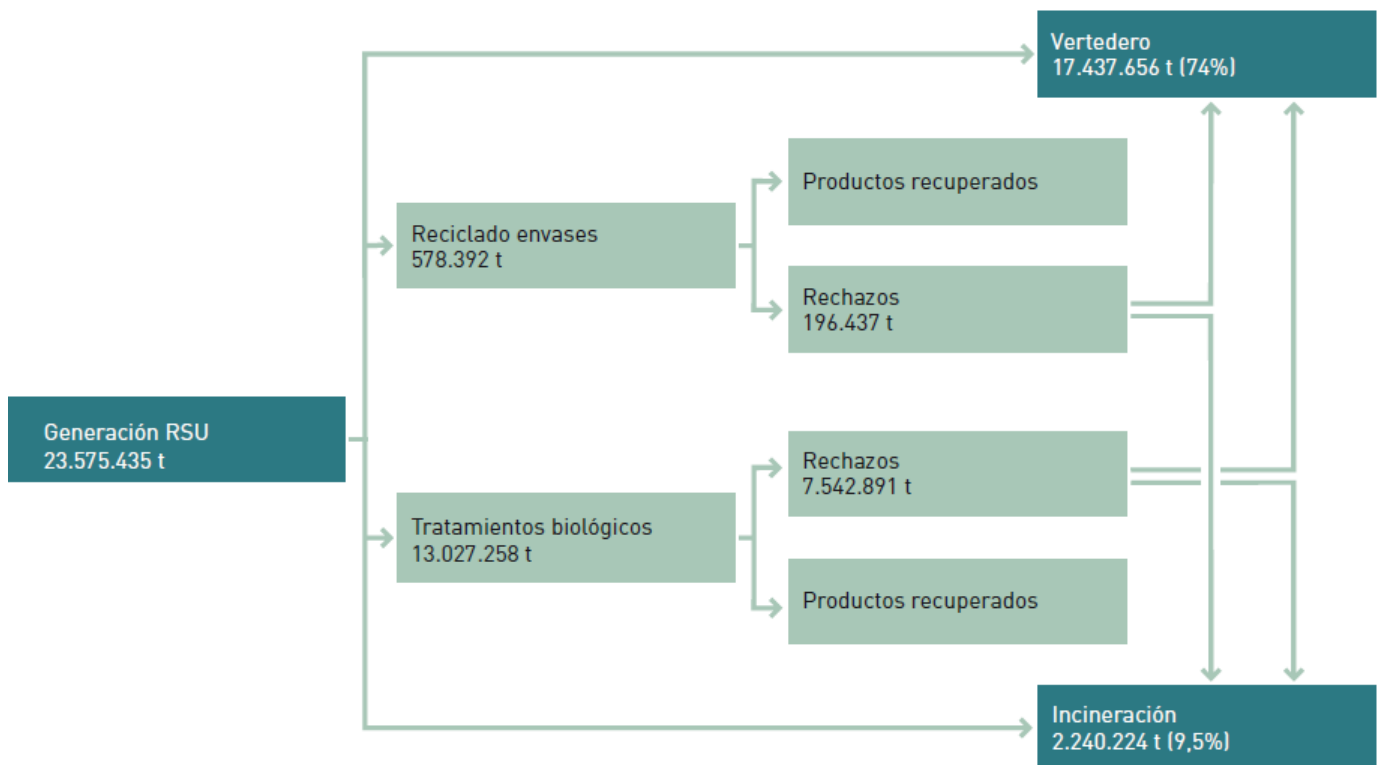 Vertedero
17.437.656 t (74%)
Productos recuperados
Reciclado envases
578.392 t
Rechazos
196.437 t
Generación RSU
23.575.435 t
Rechazos
7.542.891 t
Tratamientos biológicos
13.027.258 t
Productos recuperados
Incineración
2.240.224 t (9,5%)